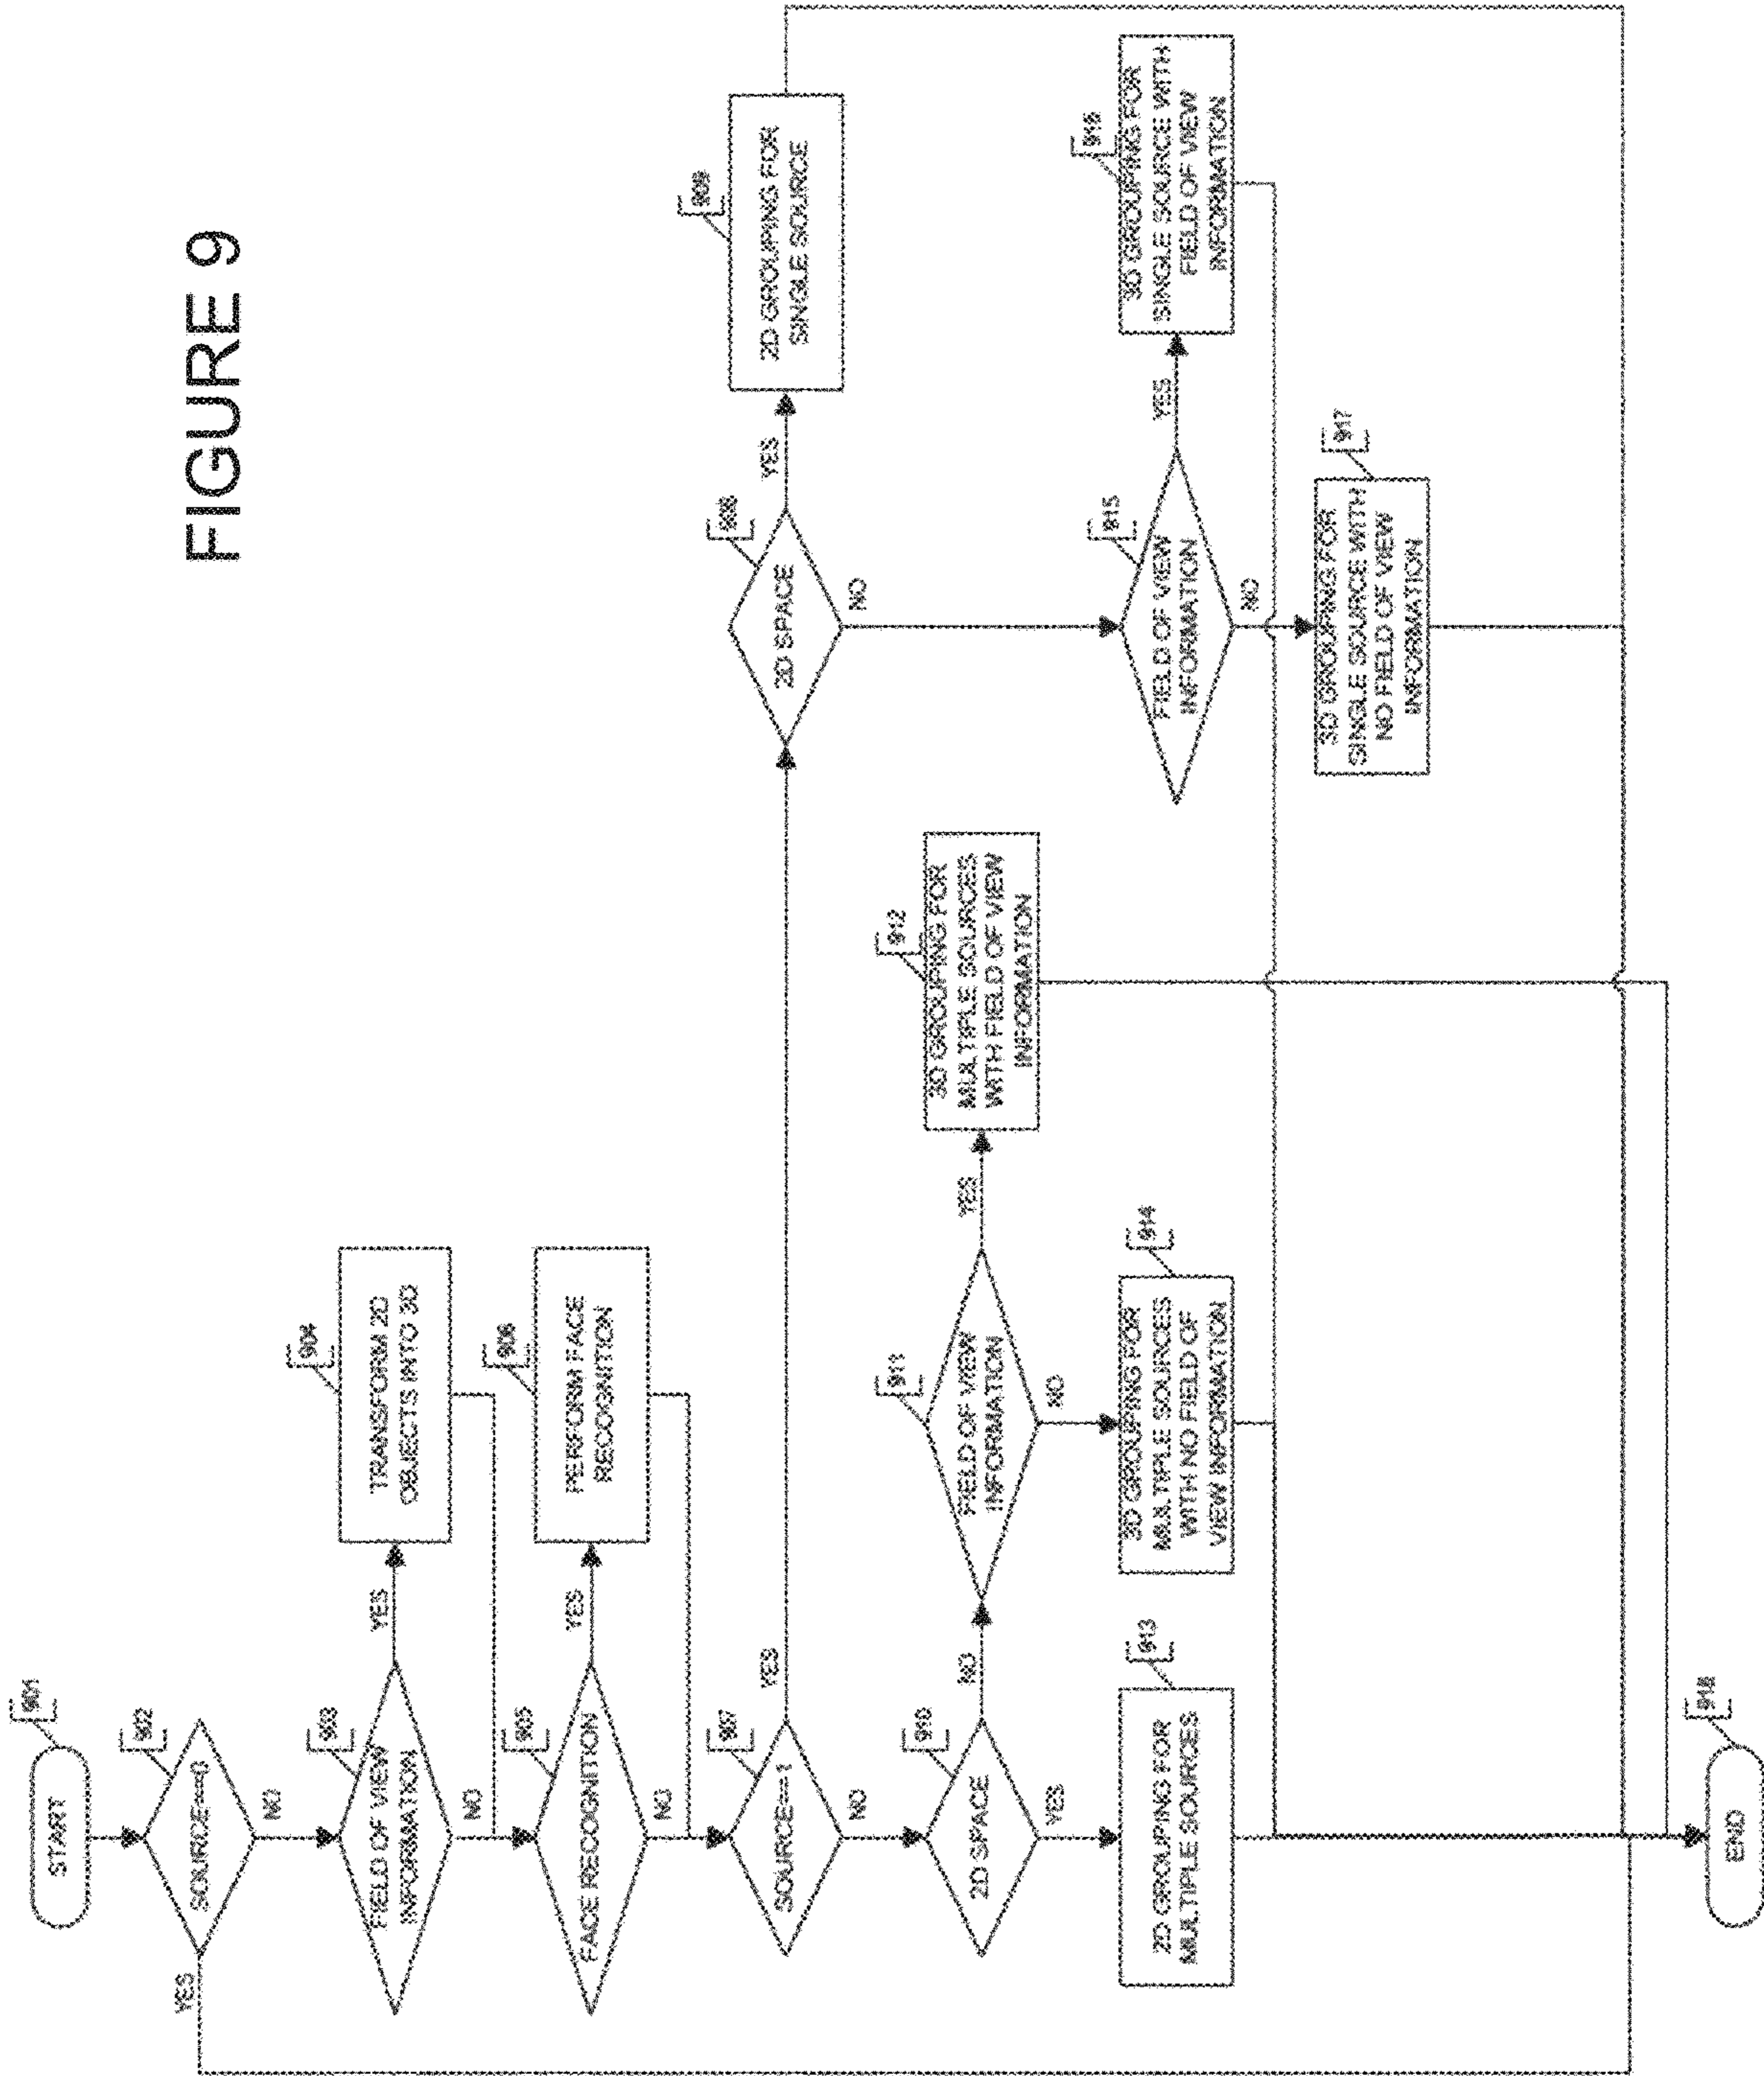 FIGURE 9
901
START
902
SOURCE==0
YES
NO
903
FIELD OF VIEW
INFORMATION
YES
NO
904
TRANSFORM 2D
OBJECTS INTO 3D
905
FACE RECOGNITION
YES
NO
906
PERFORM FACE
RECOGNITION
907
SOURCE==1
YES
NO
908
2D SPACE
YES
NO
909
2D GROUPING FOR
SINGLE SOURCE
910
2D SPACE
NO
YES
911
FIELD OF VIEW
INFORMATION
YES
NO
912
3D GROUPING FOR
MULTIPLE SOURCES
WITH FIELD OF VIEW
INFORMATION
913
2D GROUPING FOR
MULTIPLE SOURCES
914
3D GROUPING FOR
MULTIPLE SOURCES
WITH NO FIELD OF
VIEW INFORMATION
915
FIELD OF VIEW
INFORMATION
YES
NO
916
3D GROUPING FOR
SINGLE SOURCE WITH
FIELD OF VIEW
INFORMATION
917
3D GROUPING FOR
SINGLE SOURCE WITH
NO FIELD OF VIEW
INFORMATION
918
END